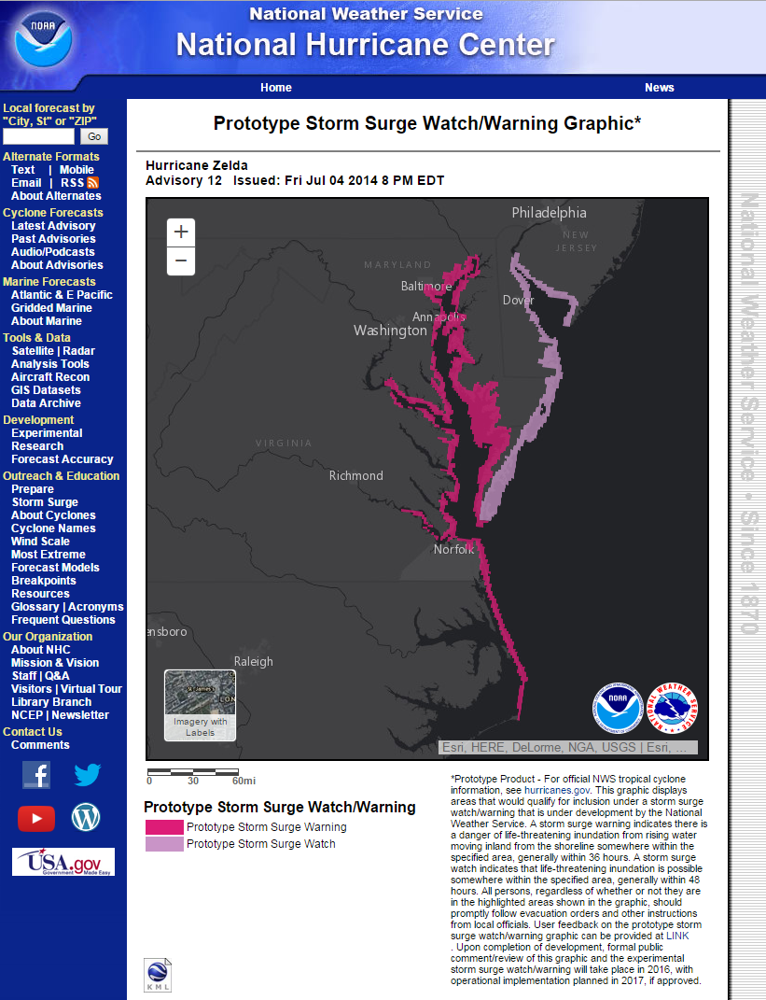 NOAA
National Weather Service
National Hurricane Center
Home
News
Local forecast by
"City, St" or "ZIP"
Go
Alternate Formats
Text | Mobile
Email | RSS
About Alternates
Cyclone Forecasts
Latest Advisory
Past Advisories
Audio/Podcasts
About Advisories
Marine Forecasts
Atlantic & E Pacific
Gridded Marine
About Marine
Tools & Data
Satellite | Radar
Analysis Tools
Aircraft Recon
GIS Datasets
Data Archive
Development
Experimental
Research
Forecast Accuracy
Outreach & Education
Prepare
Storm Surge
About Cyclones
Cyclone Names
Wind Scale
Most Extreme
Forecast Models
Breakpoints
Resources
Glossary | Acronyms
Frequent Questions
Our Organization
About NHC
Mission & Vision
Staff | Q&A
Visitors | Virtual Tour
Library Branch
NCEP | Newsletter
Contact Us
Comments
USA.gov
Government Made Easy
Prototype Storm Surge Watch/Warning Graphic*
Hurricane Zelda
Advisory 12 Issued: Fri Jul 04 2014 8 PM EDT
+
−
Philadelphia
NEW
JERSEY
MARYLAND
Baltimore
Dover
Annapolis
Washington
VIRGINIA
Richmond
Norfolk
ensboro
Raleigh
St James's
LON
Imagery with
Labels
NOAA
NATIONAL WEATHER SERVICE
Esri, HERE, DeLorme, NGA, USGS | Esri, ...
0 30 60mi
Prototype Storm Surge Watch/Warning
Prototype Storm Surge Warning
Prototype Storm Surge Watch
KML
*Prototype Product - For official NWS tropical cyclone
information, see hurricanes.gov. This graphic displays
areas that would qualify for inclusion under a storm surge
watch/warning that is under development by the National
Weather Service. A storm surge warning indicates there is
a danger of life-threatening inundation from rising water
moving inland from the shoreline somewhere within the
specified area, generally within 36 hours. A storm surge
watch indicates that life-threatening inundation is possible
somewhere within the specified area, generally within 48
hours. All persons, regardless of whether or not they are
in the highlighted areas shown in the graphic, should
promptly follow evacuation orders and other instructions
from local officials. User feedback on the prototype storm
surge watch/warning graphic can be provided at LINK
. Upon completion of development, formal public
comment/review of this graphic and the experimental
storm surge watch/warning will take place in 2016, with
operational implementation planned in 2017, if approved.
National Weather Service • Since 1870